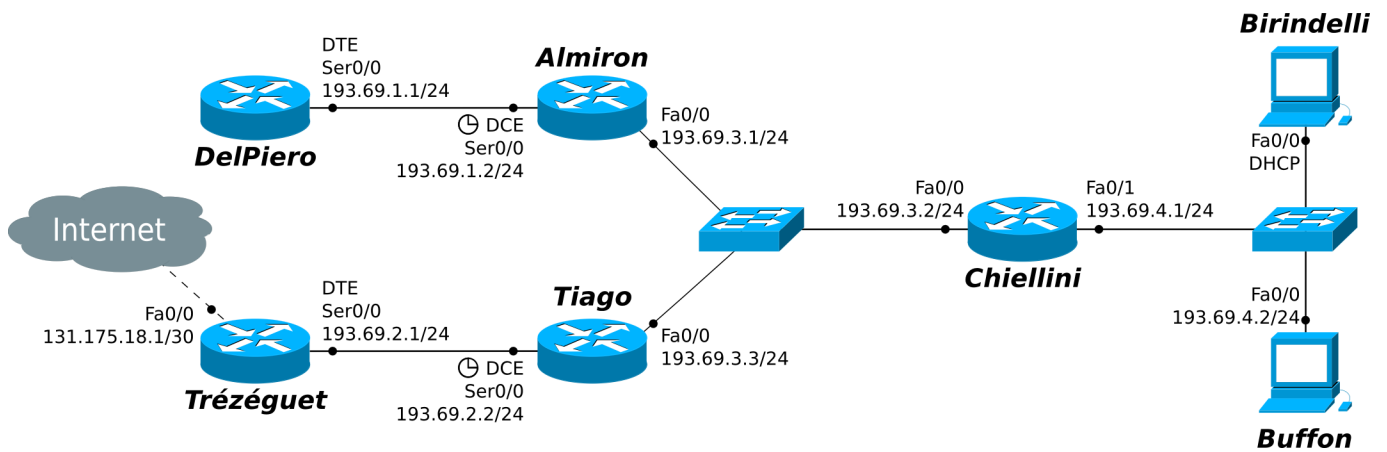 Birindelli
DTE
Ser0/0
193.69.1.1/24
Almiron
DCE
Ser0/0
193.69.1.2/24
Fa0/0
193.69.3.1/24
DelPiero
Fa0/0
DHCP
Internet
Fa0/0
193.69.3.2/24
Fa0/1
193.69.4.1/24
Chiellini
Fa0/0
131.175.18.1/30
DTE
Ser0/0
193.69.2.1/24
Tiago
Fa0/0
193.69.3.3/24
Fa0/0
193.69.4.2/24
DCE
Ser0/0
193.69.2.2/24
Trézéguet
Buffon